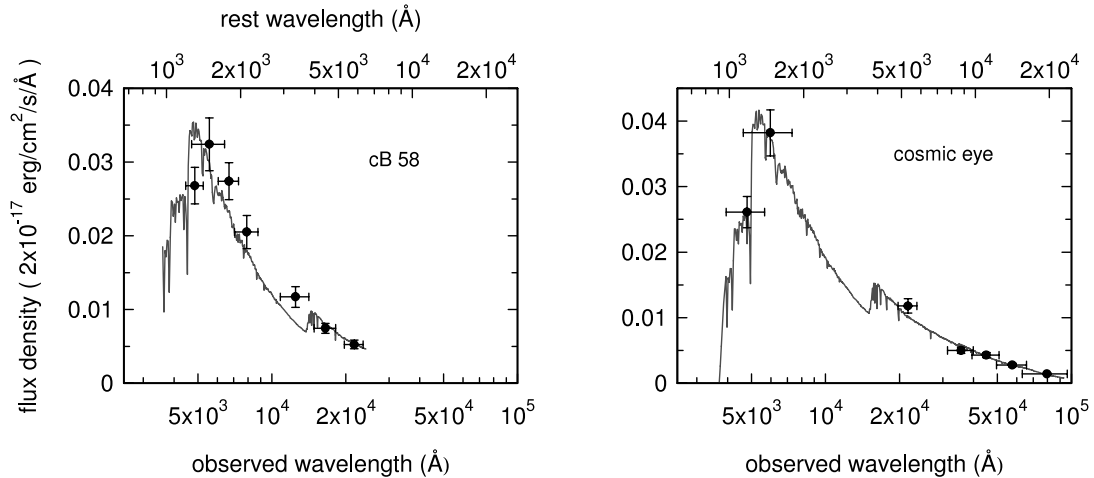 rest wavelength (Å)
10³ 2x10³ 5x10³ 10⁴ 2x10⁴
10³ 2x10³ 5x10³ 10⁴ 2x10⁴
0.04
0.03
0.02
0.01
0
flux density ( 2x10⁻¹⁷ erg/cm²/s/Å)
cB 58
0.04
0.03
0.02
0.01
0
cosmic eye
5x10³ 10⁴ 2x10⁴ 5x10⁴ 10⁵
5x10³ 10⁴ 2x10⁴ 5x10⁴ 10⁵
observed wavelength (Å)
observed wavelength (Å)